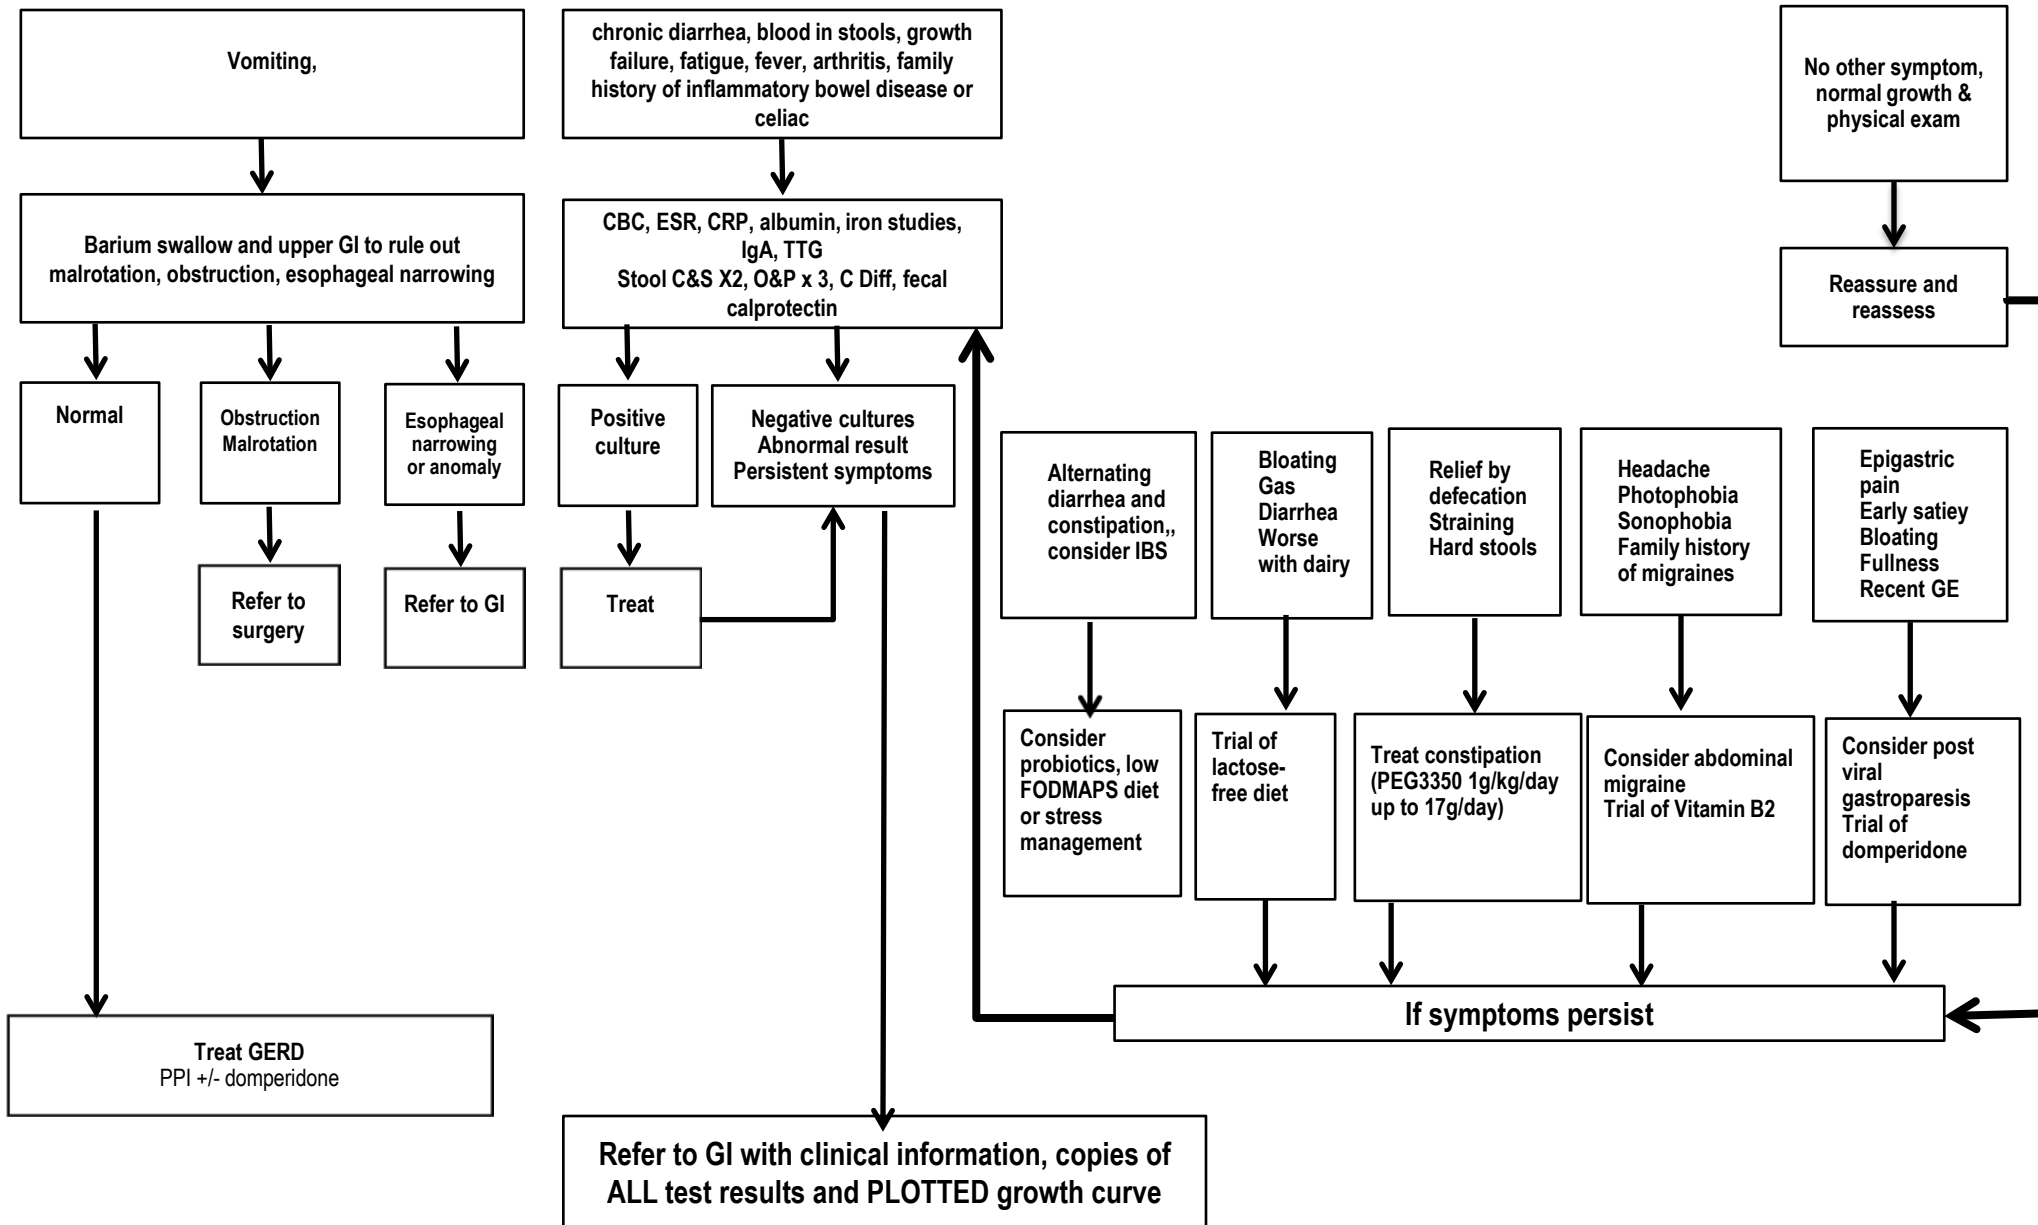 Vomiting,
chronic diarrhea, blood in stools, growth
failure, fatigue, fever, arthritis, family
history of inflammatory bowel disease or
celiac
No other symptom,
normal growth &
physical exam
Barium swallow and upper GI to rule out
malrotation, obstruction, esophageal narrowing
CBC, ESR, CRP, albumin, iron studies,
IgA, TTG
Stool C&S X2, O&P x 3, C Diff, fecal
calprotectin
Reassure and
reassess
Normal
Obstruction
Malrotation
Esophageal
narrowing
or anomaly
Positive
culture
Negative cultures
Abnormal result
Persistent symptoms
Alternating
diarrhea and
constipation,,
consider IBS
Bloating
Gas
Diarrhea
Worse
with dairy
Relief by
defecation
Straining
Hard stools
Headache
Photophobia
Sonophobia
Family history
of migraines
Epigastric
pain
Early satiey
Bloating
Fullness
Recent GE
Refer to
surgery
Refer to GI
Treat
Consider
probiotics, low
FODMAPS diet
or stress
management
Trial of
lactose-
free diet
Treat constipation
(PEG3350 1g/kg/day
up to 17g/day)
Consider abdominal
migraine
Trial of Vitamin B2
Consider post
viral
gastroparesis
Trial of
domperidone
If symptoms persist
Treat GERD
PPI +/- domperidone
Refer to GI with clinical information, copies of
ALL test results and PLOTTED growth curve